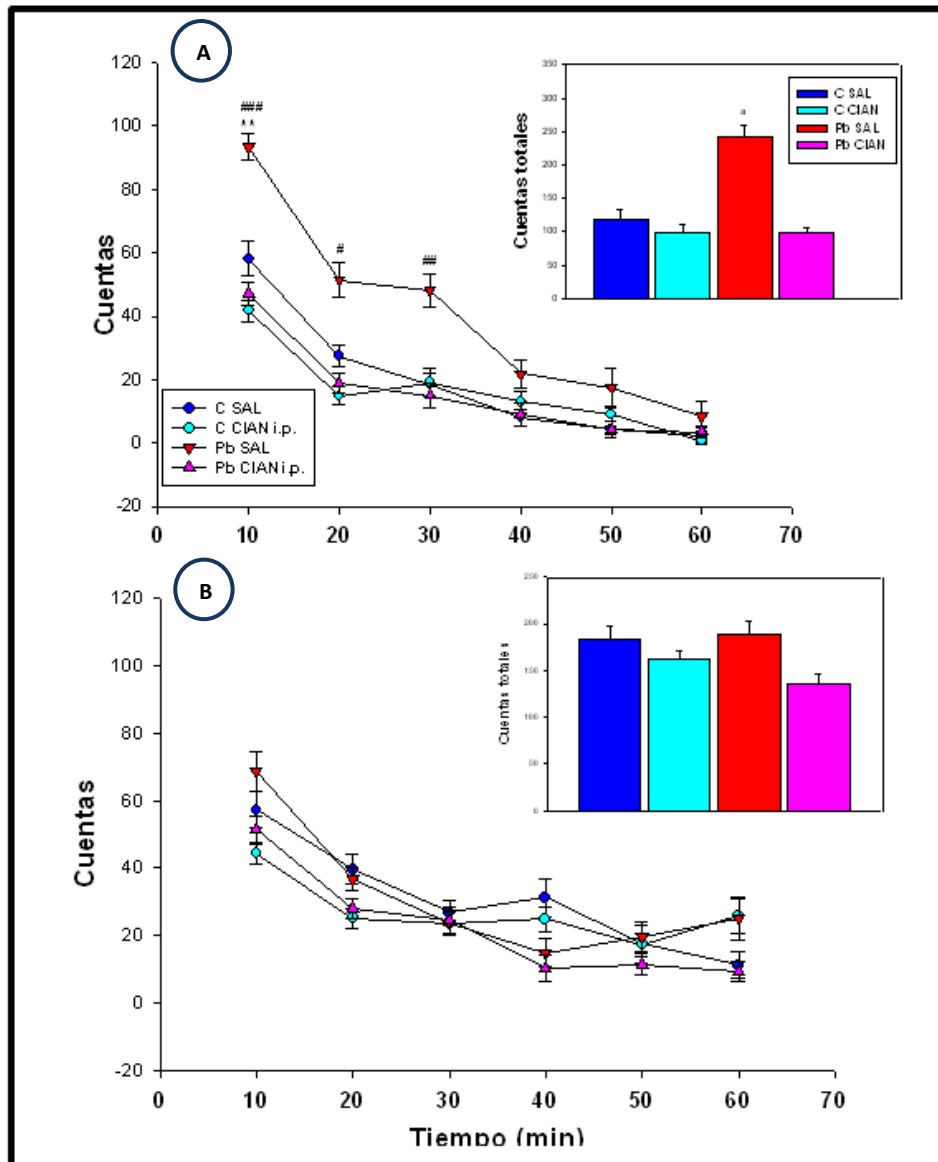 A
120
100
80
60
40
20
0
-20
Cuentas
###
**
#
##
C SAL
C CIAN i.p.
Pb SAL
Pb CIAN i.p.
0 10 20 30 40 50 60 70
350
300
250
200
150
100
50
0
Cuentas totales
C SAL
C CIAN
Pb SAL
Pb CIAN
B
120
100
80
60
40
20
0
-20
Cuentas
0 10 20 30 40 50 60 70
Tiempo (min)
250
200
150
100
50
0
Cuentas totales